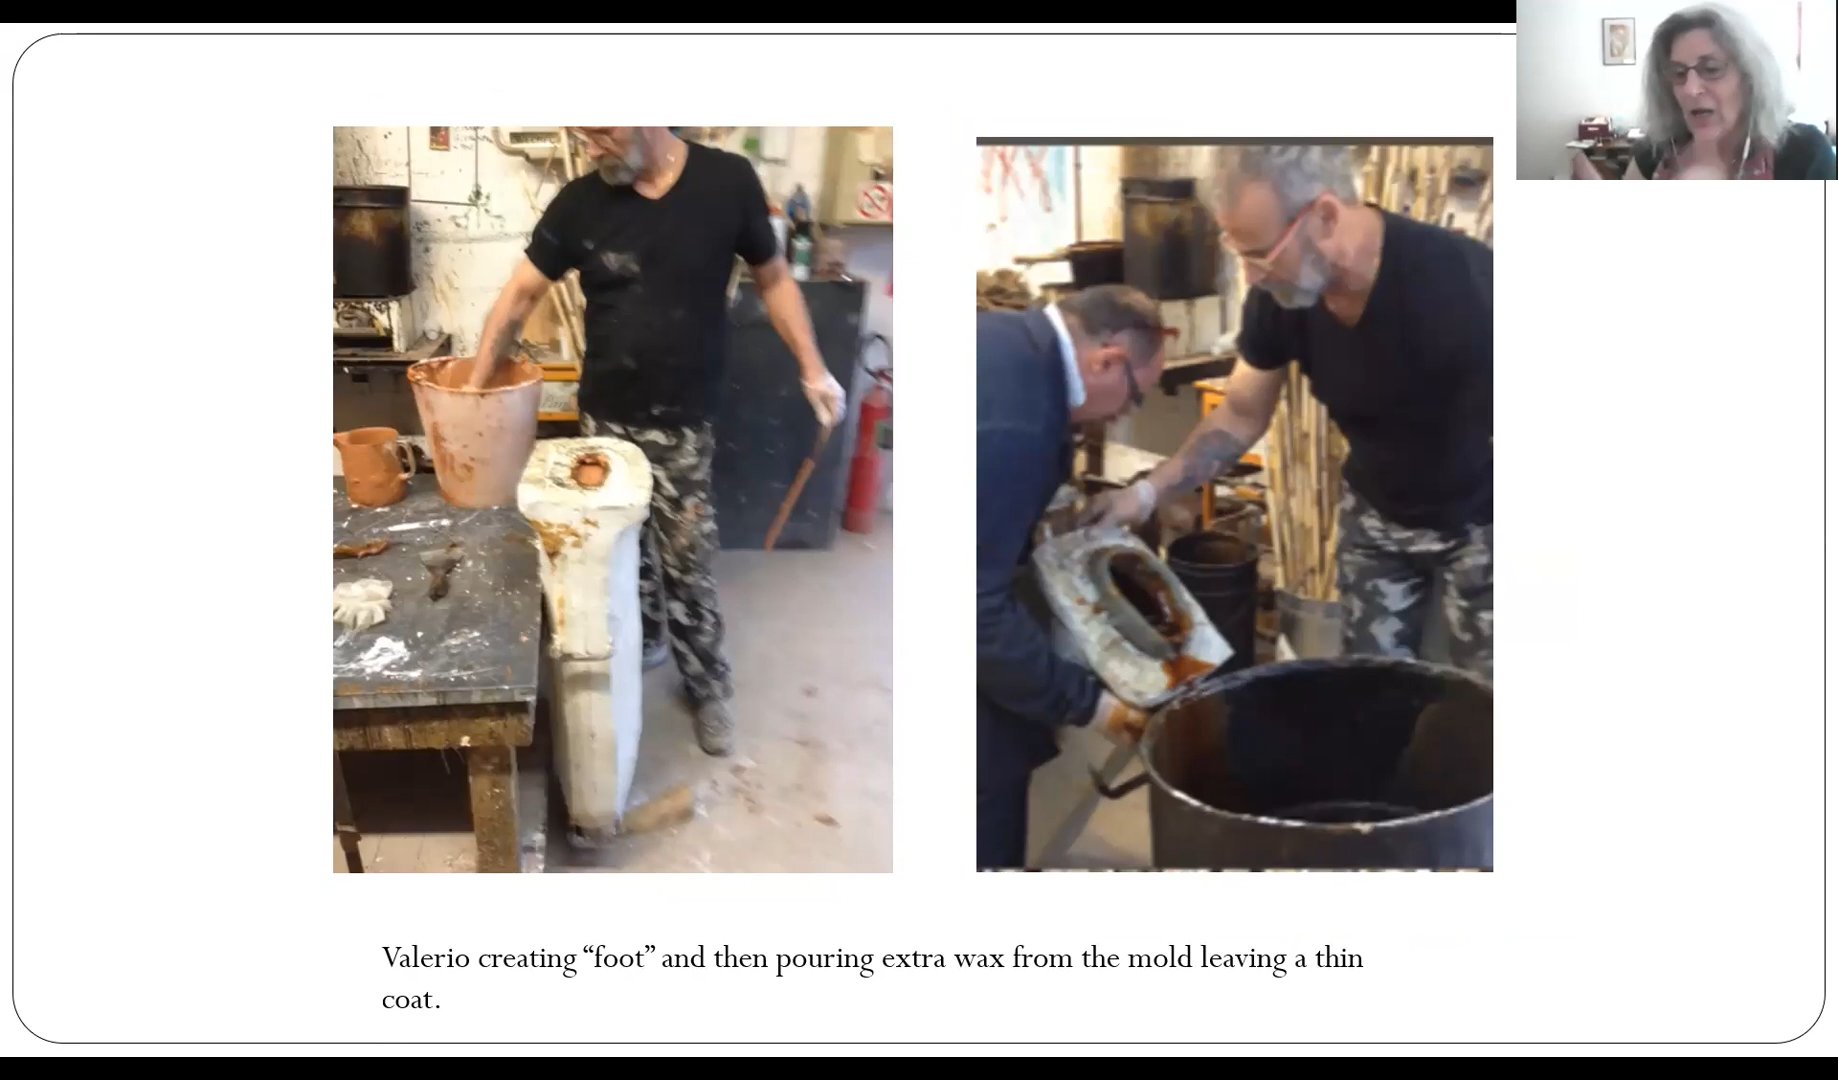 Valerio creating “foot” and then pouring extra wax from the mold leaving a thin
coat.